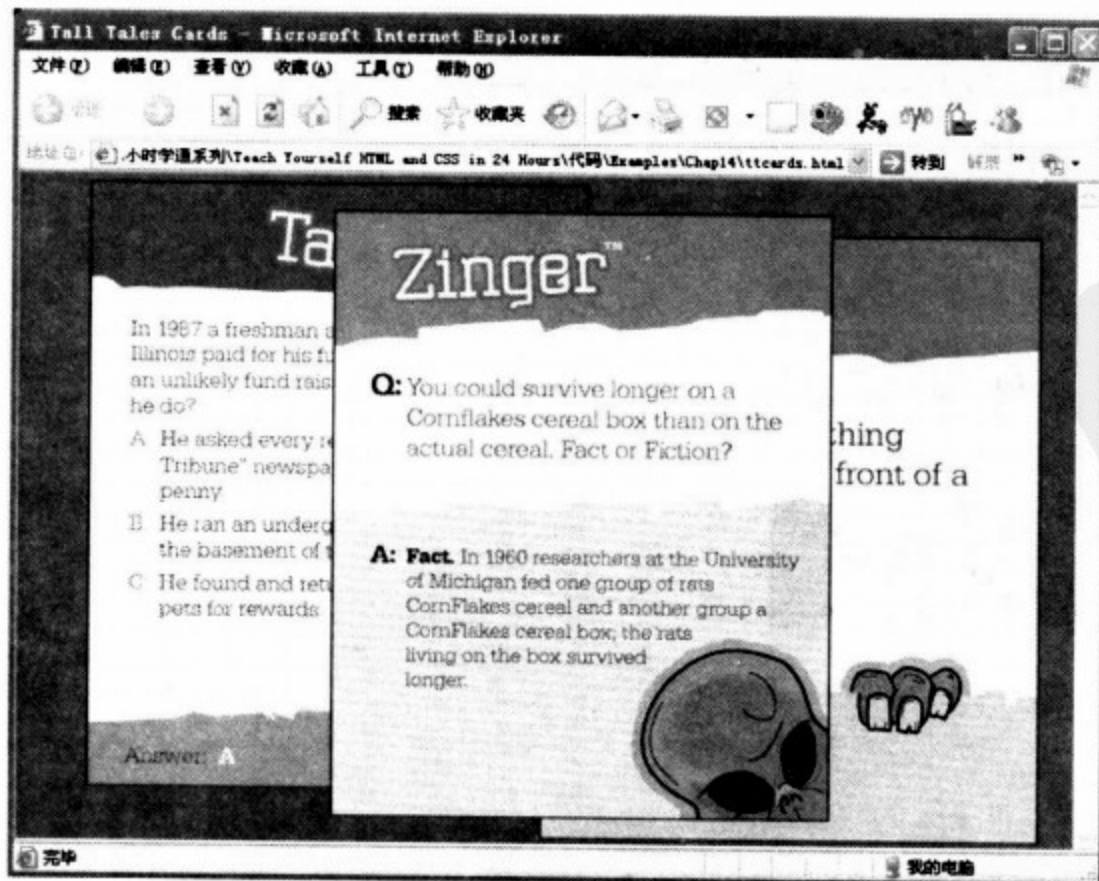 Tall Tales Cards - Microsoft Internet Explorer
文件(F) 编辑(E) 查看(V) 收藏(A) 工具(T) 帮助(H)
搜索 收藏夹
地址(D) 小时学通系列\Teach Yourself HTML and CSS in 24 Hours\代码\Examples\Chap14\ttcards.html 转到 »
Ta
In 1987 a freshman a
Illinois paid for his fu
an unlikely fund rais
he do?
A He asked every re
Tribune" newspa
penny
B He ran an underg
the basement of t
C He found and retu
pets for rewards
Answer: A
Zinger™
Q: You could survive longer on a
Cornflakes cereal box than on the
actual cereal. Fact or Fiction?
A: Fact. In 1960 researchers at the University
of Michigan fed one group of rats
CornFlakes cereal and another group a
CornFlakes cereal box; the rats
living on the box survived
longer.
thing
front of a
完毕
我的电脑